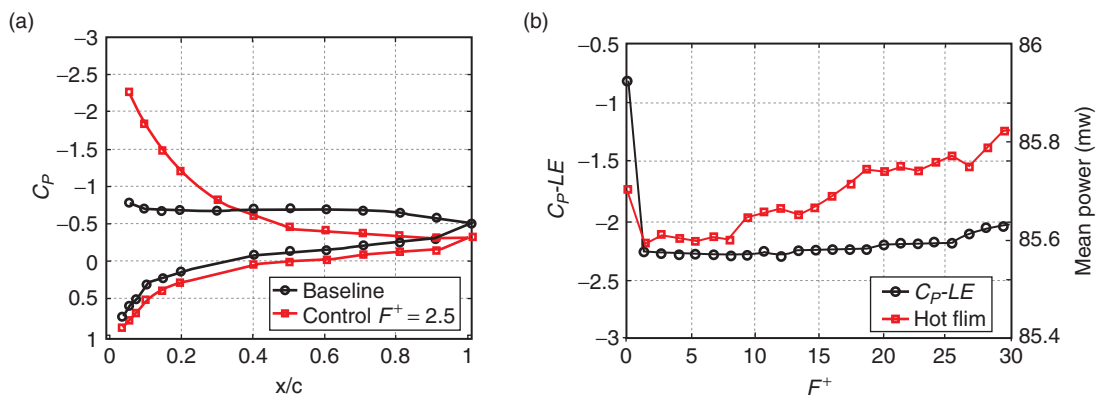 (a)
-3
-2.5
-2
-1.5
-1
-0.5
0
0.5
1
C_P
0
0.2
0.4
0.6
0.8
1
x/c
Baseline
Control F⁺ = 2.5
(b)
-0.5
-1
-1.5
-2
-2.5
-3
C_P-LE
0
5
10
15
20
25
30
F⁺
86
85.8
85.6
85.4
Mean power (mw)
C_P-LE
Hot flim